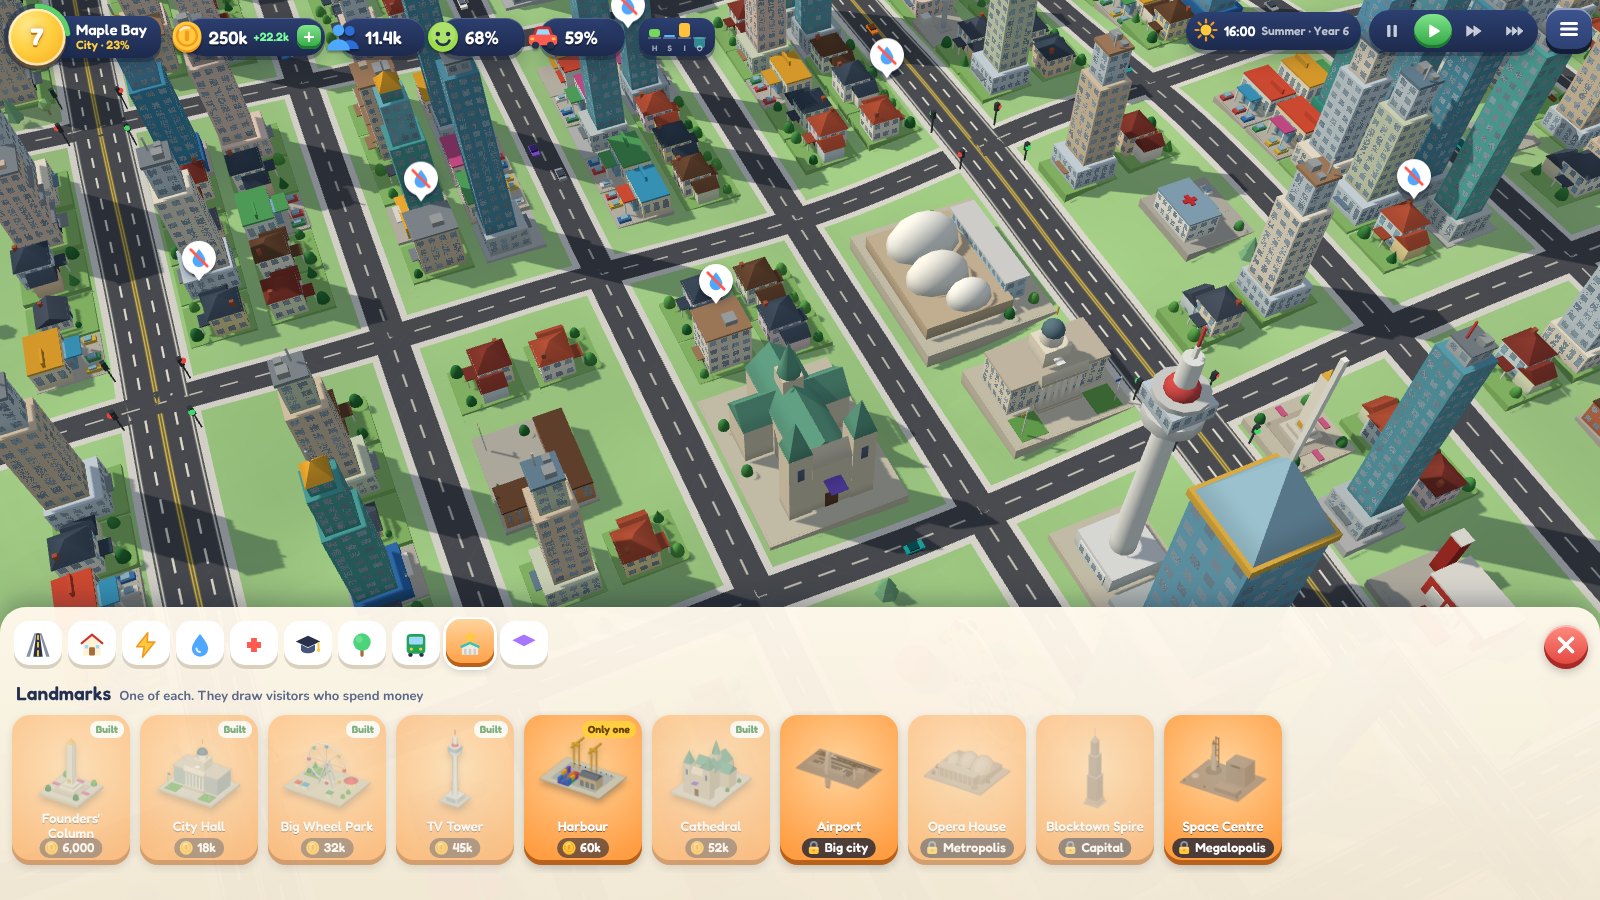 7
Maple Bay
City · 23%
250k +22.2k +
11.4k
68%
59%
H S I O
16:00 Summer · Year 6
Landmarks One of each. They draw visitors who spend money
Built
Founders' Column
6,000
Built
City Hall
18k
Built
Big Wheel Park
32k
Built
TV Tower
45k
Only one
Harbour
60k
Built
Cathedral
52k
Airport
Big city
Opera House
Metropolis
Blocktown Spire
Capital
Space Centre
Megalopolis